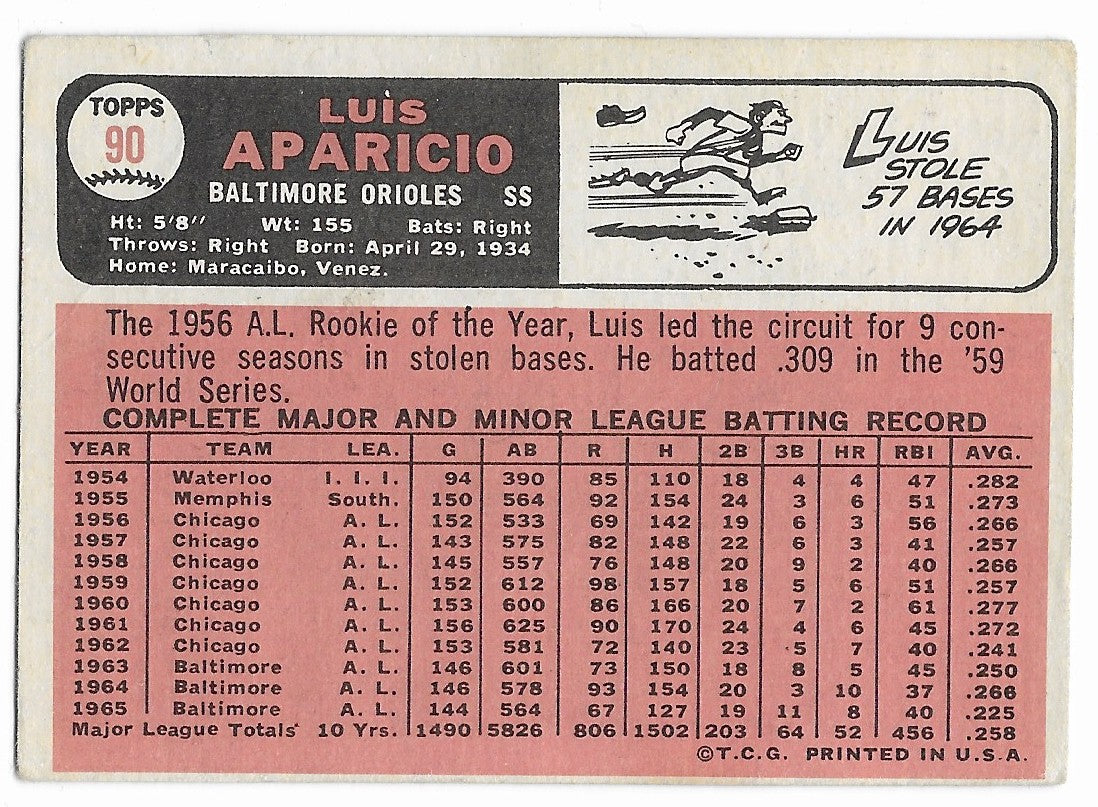 TOPPS
90
LUIS
APARICIO
BALTIMORE ORIOLES SS
Ht: 5'8" Wt: 155 Bats: Right
Throws: Right Born: April 29, 1934
Home: Maracaibo, Venez.
LUIS
STOLE
57 BASES
IN 1964
The 1956 A.L. Rookie of the Year, Luis led the circuit for 9 con-
secutive seasons in stolen bases. He batted .309 in the '59
World Series.
COMPLETE MAJOR AND MINOR LEAGUE BATTING RECORD
YEAR TEAM LEA. G AB R H 2B 3B HR RBI AVG.
1954 Waterloo I. I. I. 94 390 85 110 18 4 4 47 .282
1955 Memphis South. 150 564 92 154 24 3 6 51 .273
1956 Chicago A. L. 152 533 69 142 19 6 3 56 .266
1957 Chicago A. L. 143 575 82 148 22 6 3 41 .257
1958 Chicago A. L. 145 557 76 148 20 9 2 40 .266
1959 Chicago A. L. 152 612 98 157 18 5 6 51 .257
1960 Chicago A. L. 153 600 86 166 20 7 2 61 .277
1961 Chicago A. L. 156 625 90 170 24 4 6 45 .272
1962 Chicago A. L. 153 581 72 140 23 5 7 40 .241
1963 Baltimore A. L. 146 601 73 150 18 8 5 45 .250
1964 Baltimore A. L. 146 578 93 154 20 3 10 37 .266
1965 Baltimore A. L. 144 564 67 127 19 11 8 40 .225
Major League Totals 10 Yrs. 1490 5826 806 1502 203 64 52 456 .258
©T.C.G. PRINTED IN U.S.A.